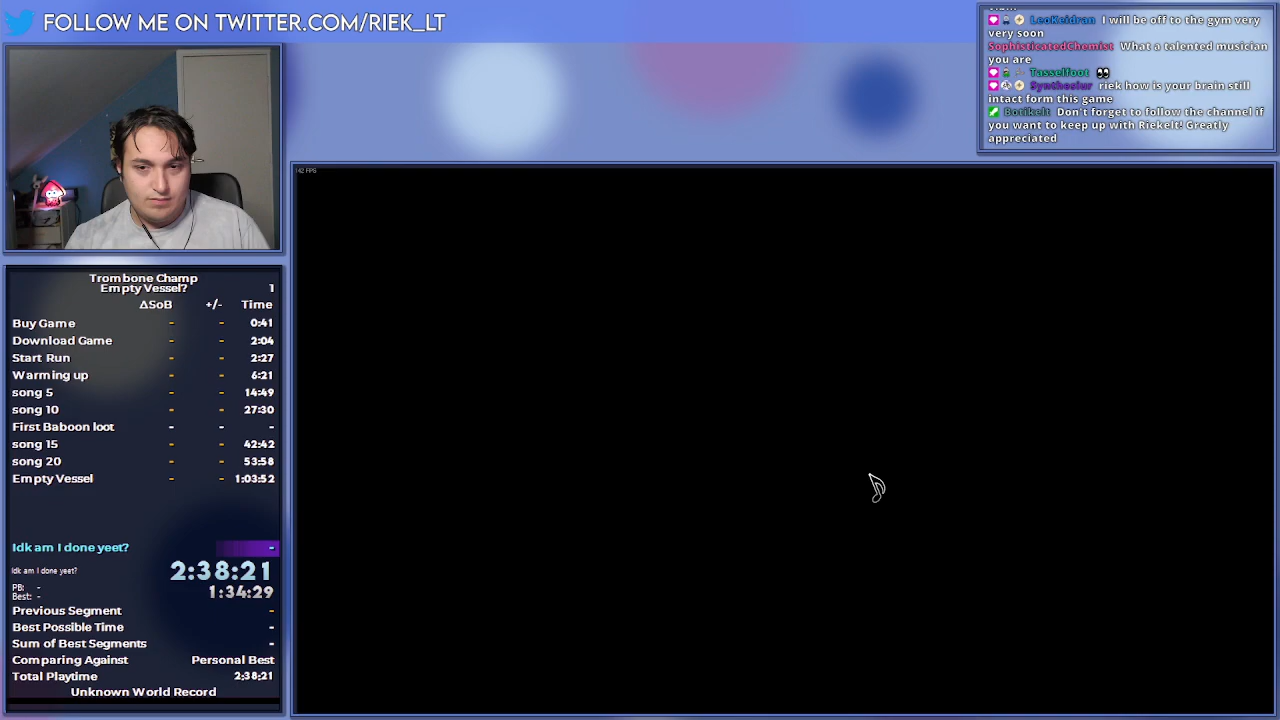 FOLLOW ME ON TWITTER.COM/RIEK_LT
LeoKeidran I will be off to the gym very
very soon
SophisticatedChemist What a talented musician
you are
Tasselfoot
Synthesiur riek how is your brain still
intact form this game
Botikelt Don't forget to follow the channel if
you want to keep up with Riekelt! Greatly
appreciated
142 FPS
Trombone Champ
Empty Vessel? 1
ΔSoB +/- Time
Buy Game - - 0:41
Download Game - - 2:04
Start Run - - 2:27
Warming up - - 6:21
song 5 - - 14:49
song 10 - - 27:30
First Baboon loot - - -
song 15 - - 42:42
song 20 - - 53:58
Empty Vessel - - 1:03:52
Idk am I done yeet? -
Idk am I done yeet? 2:38:21
PB: - 1:34:29
Best: -
Previous Segment -
Best Possible Time -
Sum of Best Segments -
Comparing Against Personal Best
Total Playtime 2:38:21
Unknown World Record